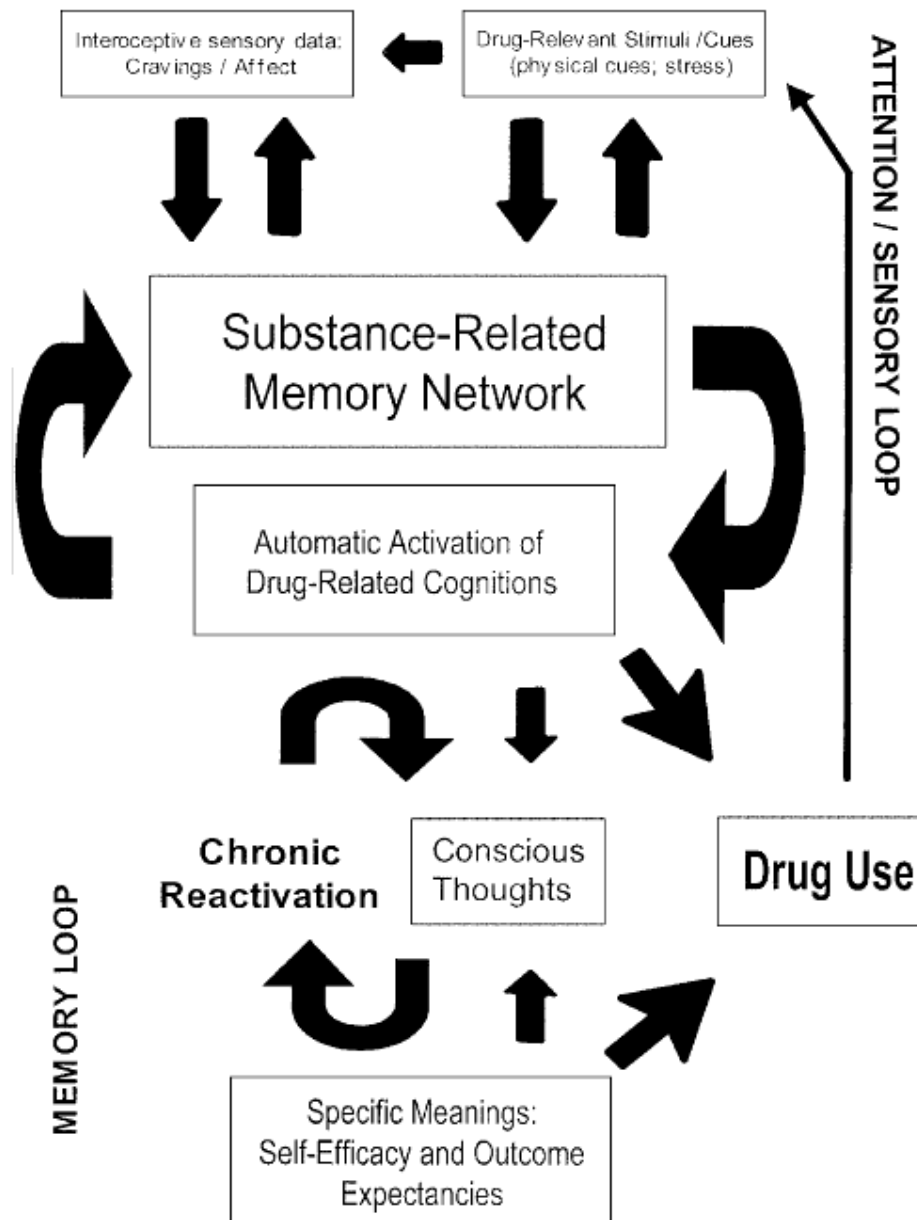 Interoceptive sensory data:
Cravings / Affect
Drug-Relevant Stimuli /Cues
(physical cues; stress)
ATTENTION / SENSORY LOOP
Substance-Related
Memory Network
Automatic Activation of
Drug-Related Cognitions
Chronic
Reactivation
Conscious
Thoughts
Drug Use
MEMORY LOOP
Specific Meanings:
Self-Efficacy and Outcome
Expectancies